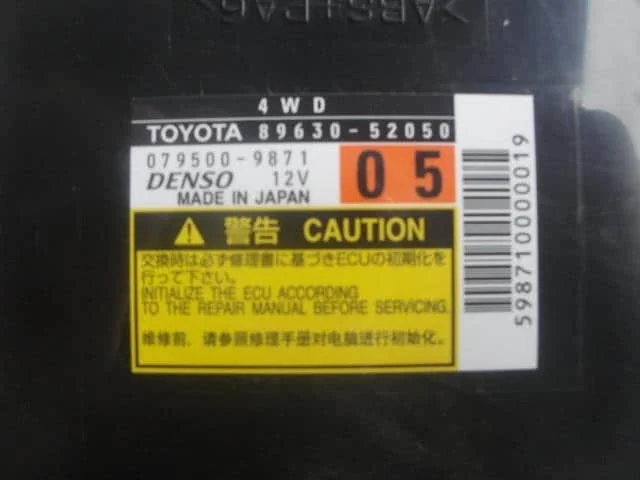 >ABS+PA6<
4WD
TOYOTA 89630-52050
079500-9871
DENSO 12V
MADE IN JAPAN
05
警告 CAUTION
交換時は必ず修理書に基づきECUの初期化を
行って下さい。
INITIALIZE THE ECU ACCORDING
TO THE REPAIR MANUAL BEFORE SERVICING.
维修前，请参照修理手册对电脑进行初始化。
598710000019